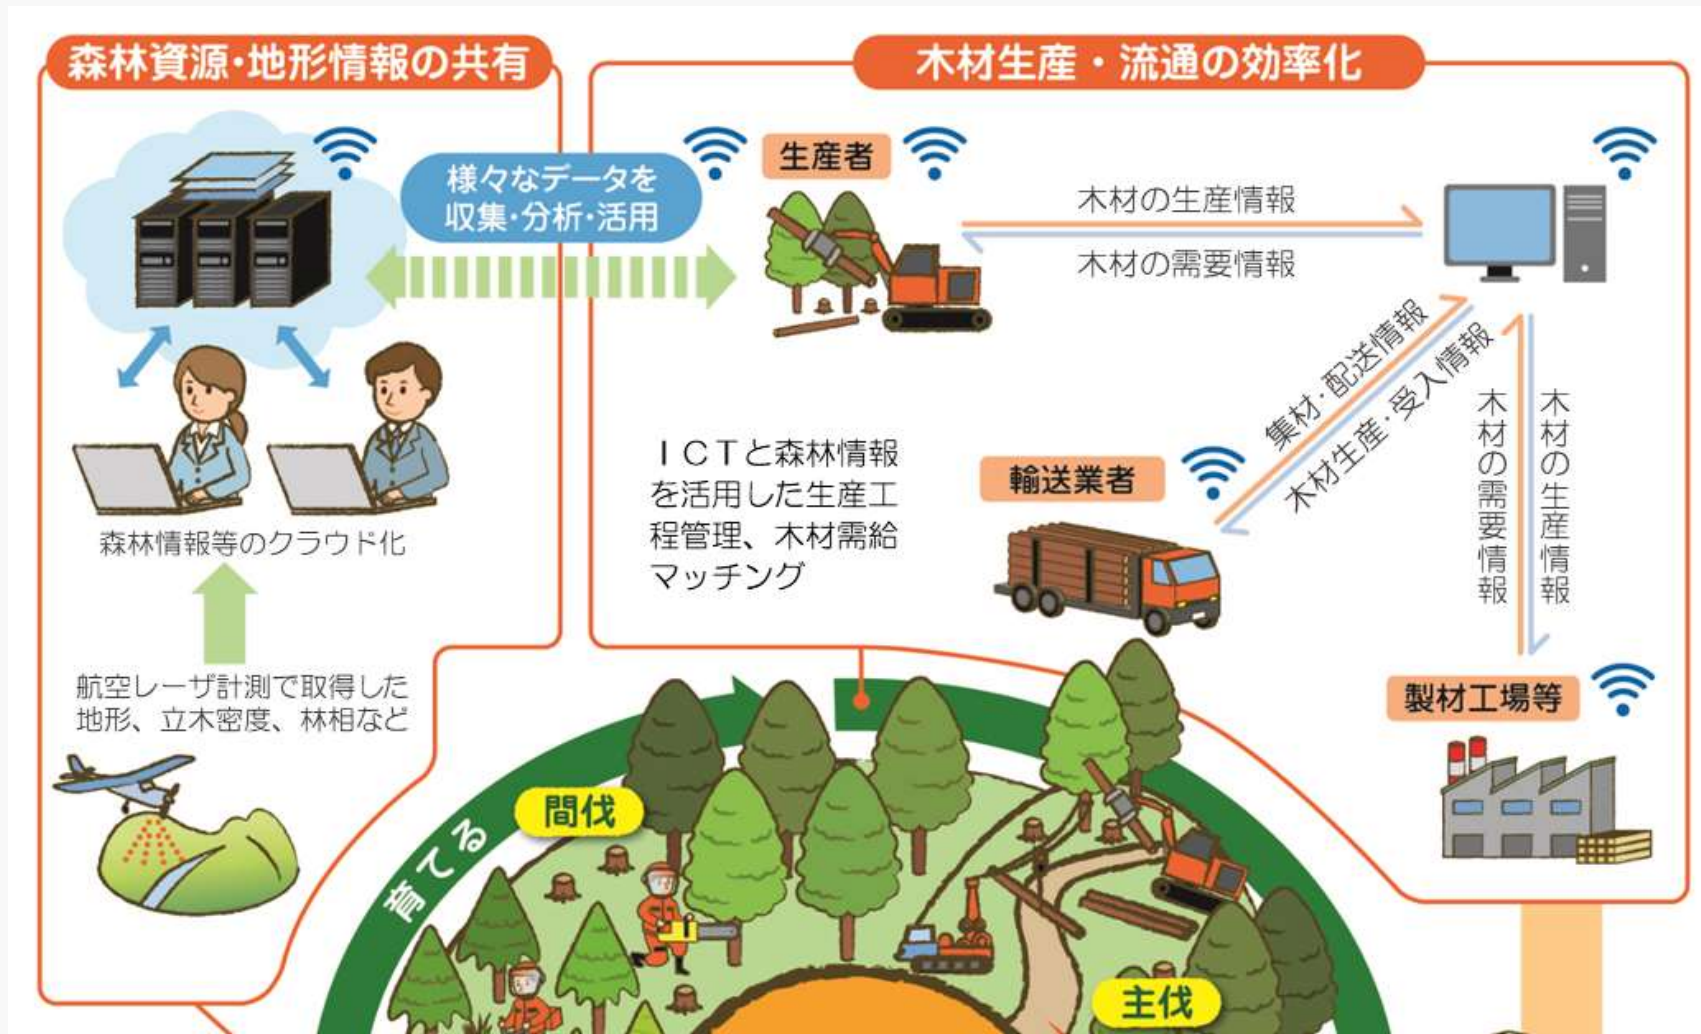 森林資源・地形情報の共有
様々なデータを
収集・分析・活用
森林情報等のクラウド化
航空レーザ計測で取得した
地形、立木密度、林相など
木材生産・流通の効率化
生産者
木材の生産情報
木材の需要情報
集材・配送情報
木材生産・受入情報
輸送業者
ＩＣＴと森林情報
を活用した生産工
程管理、木材需給
マッチング
木材の需要情報
木材の生産情報
製材工場等
間伐
育てる
主伐